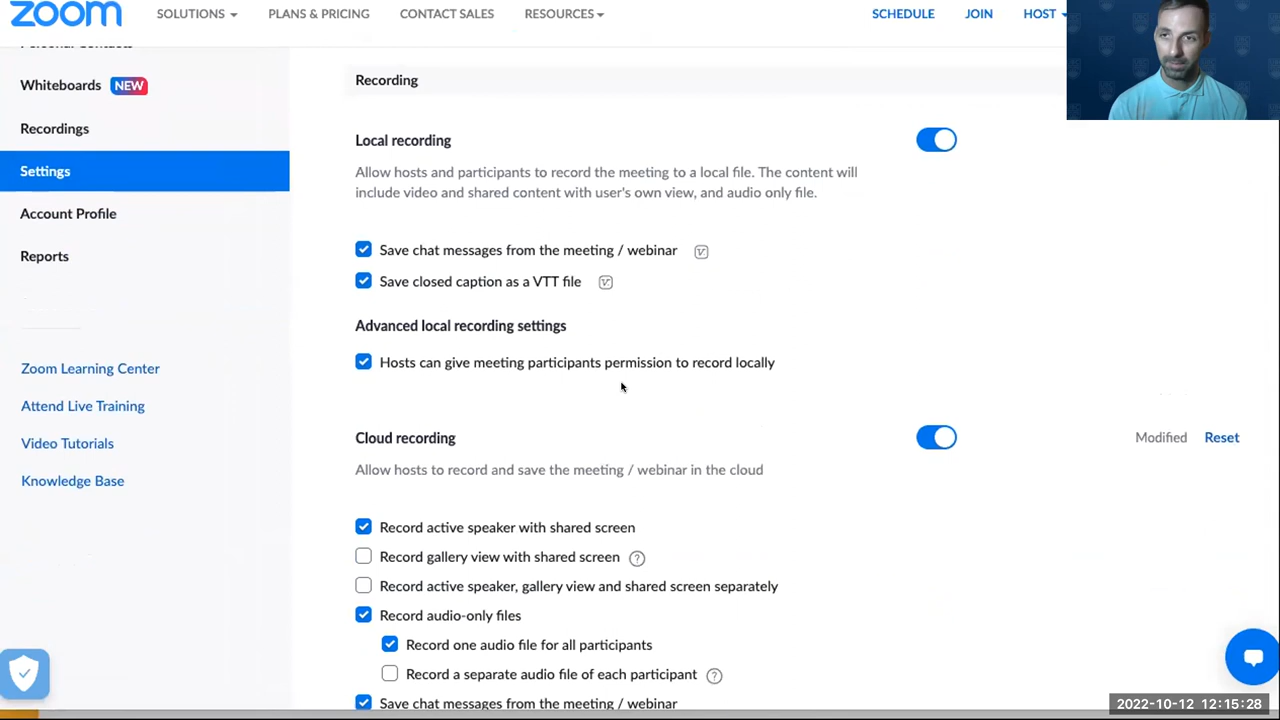 zoom
SOLUTIONS
PLANS & PRICING
CONTACT SALES
RESOURCES
SCHEDULE
JOIN
HOST
Personal Contacts
Whiteboards NEW
Recordings
Settings
Account Profile
Reports
Zoom Learning Center
Attend Live Training
Video Tutorials
Knowledge Base
Recording
Local recording
Allow hosts and participants to record the meeting to a local file. The content will
include video and shared content with user's own view, and audio only file.
Save chat messages from the meeting / webinar
Save closed caption as a VTT file
Advanced local recording settings
Hosts can give meeting participants permission to record locally
Cloud recording
Modified Reset
Allow hosts to record and save the meeting / webinar in the cloud
Record active speaker with shared screen
Record gallery view with shared screen ?
Record active speaker, gallery view and shared screen separately
Record audio-only files
Record one audio file for all participants
Record a separate audio file of each participant ?
Save chat messages from the meeting / webinar
2022-10-12 12:15:28